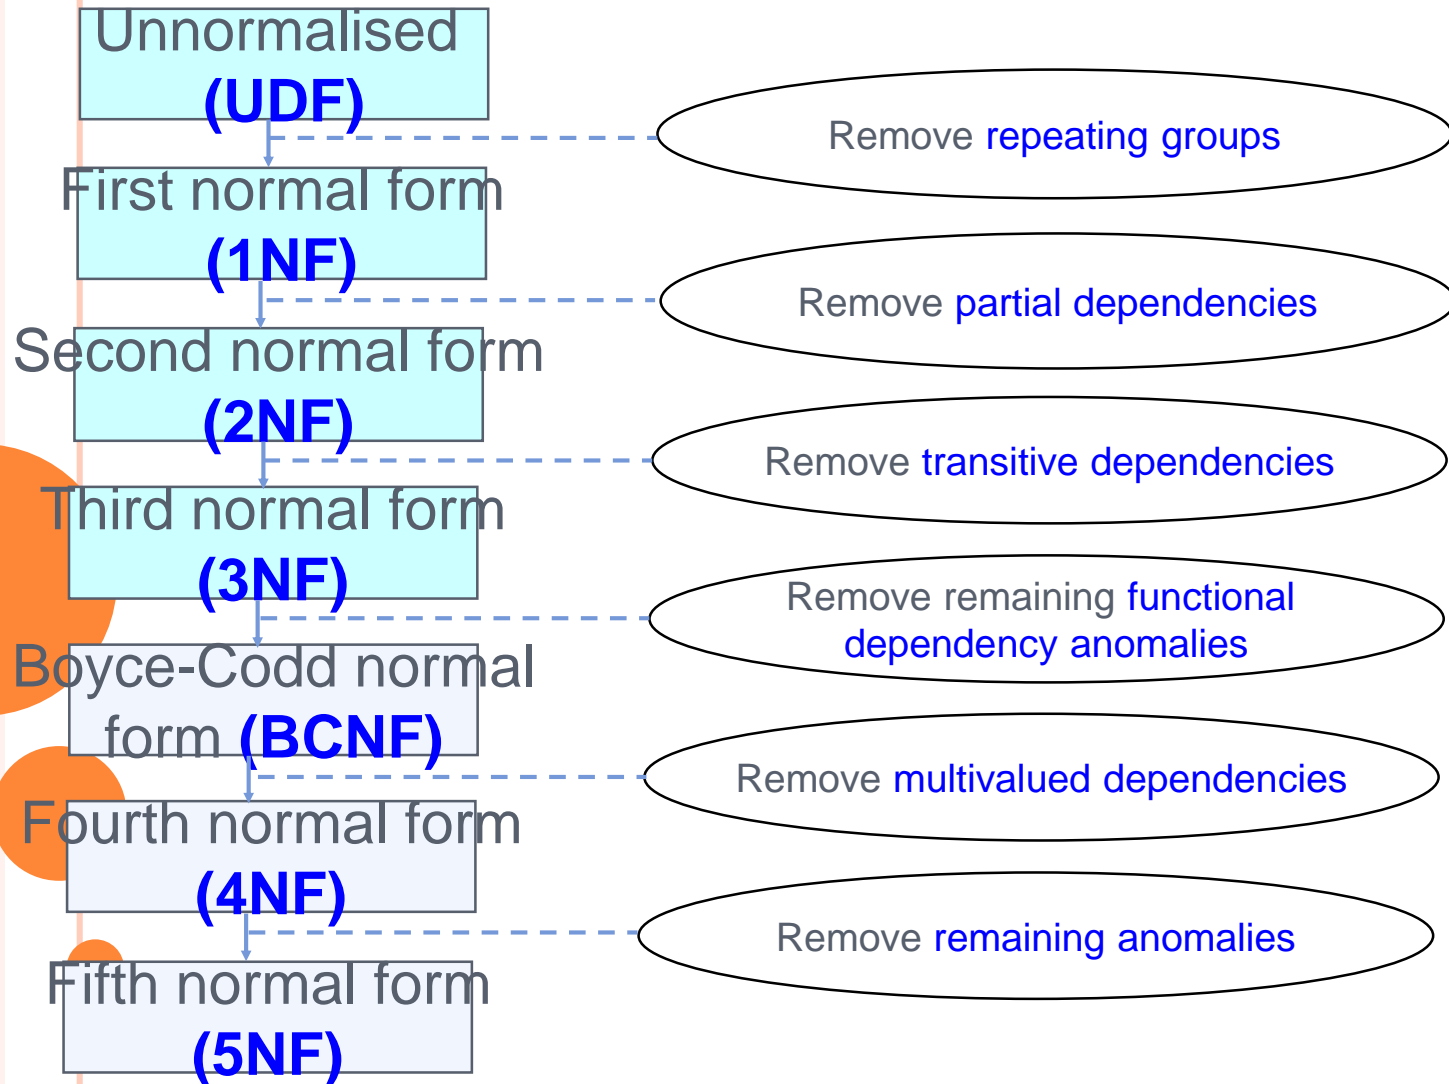 Unnormalised
(UDF)
Remove repeating groups
First normal form
(1NF)
Remove partial dependencies
Second normal form
(2NF)
Remove transitive dependencies
Third normal form
(3NF)
Remove remaining functional
dependency anomalies
Boyce-Codd normal
form (BCNF)
Remove multivalued dependencies
Fourth normal form
(4NF)
Remove remaining anomalies
Fifth normal form
(5NF)